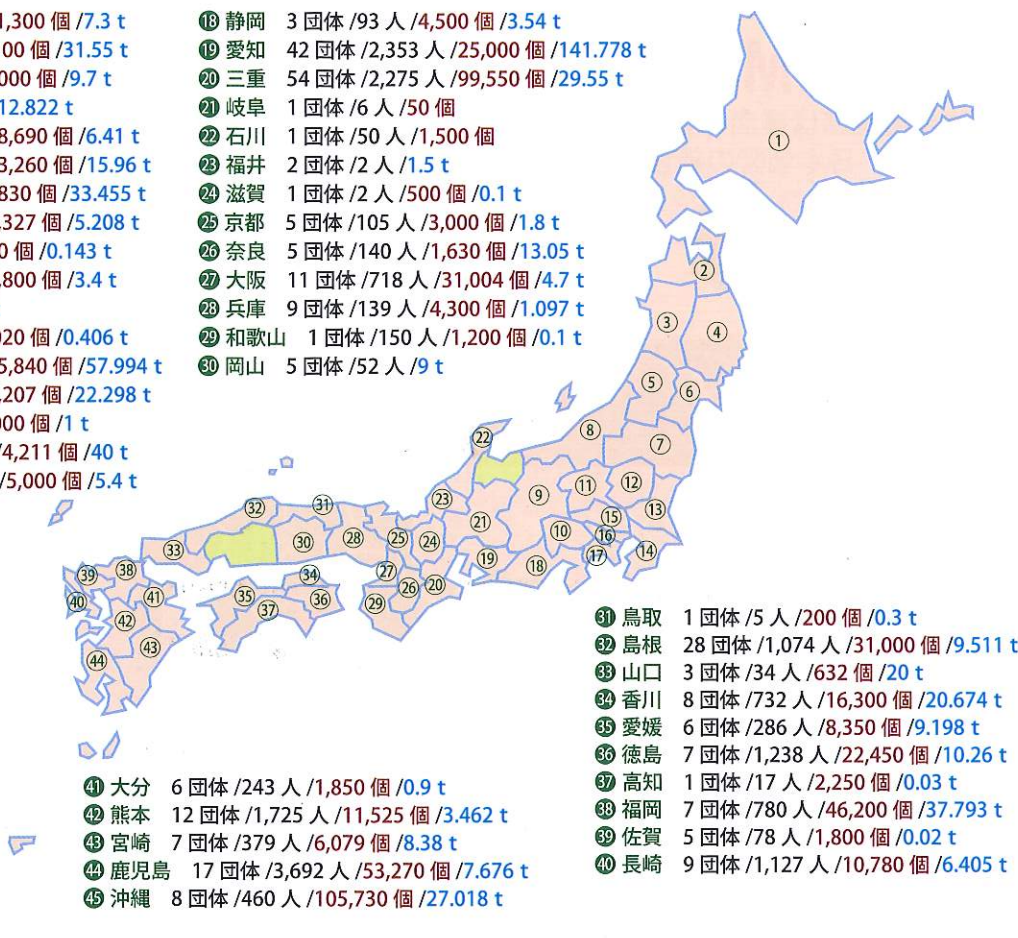 1,300 個 /7.3 t
00 個 /31.55 t
000 個 /9.7 t
12.822 t
8,690 個 /6.41 t
3,260 個 /15.96 t
830 個 /33.455 t
,327 個 /5.208 t
0 個 /0.143 t
,800 個 /3.4 t
020 個 /0.406 t
5,840 個 /57.994 t
,207 個 /22.298 t
000 個 /1 t
/4,211 個 /40 t
/5,000 個 /5.4 t
⑱ 静岡 3 団体 /93 人 /4,500 個 /3.54 t
⑲ 愛知 42 団体 /2,353 人 /25,000 個 /141.778 t
⑳ 三重 54 団体 /2,275 人 /99,550 個 /29.55 t
㉑ 岐阜 1 団体 /6 人 /50 個
㉒ 石川 1 団体 /50 人 /1,500 個
㉓ 福井 2 団体 /2 人 /1.5 t
㉔ 滋賀 1 団体 /2 人 /500 個 /0.1 t
㉕ 京都 5 団体 /105 人 /3,000 個 /1.8 t
㉖ 奈良 5 団体 /140 人 /1,630 個 /13.05 t
㉗ 大阪 11 団体 /718 人 /31,004 個 /4.7 t
㉘ 兵庫 9 団体 /139 人 /4,300 個 /1.097 t
㉙ 和歌山 1 団体 /150 人 /1,200 個 /0.1 t
㉚ 岡山 5 団体 /52 人 /9 t
①
②
③
④
⑤
⑥
⑧
⑦
㉒
⑨
⑪
⑫
⑬
㉓
㉑
⑩
⑮
⑯
⑰
⑭
⑱
⑲
㉜
㉛
㉝
㉚
㉘
㉕
㉔
㉗
㉖
⑳
㉙
㉞
㉟
㊱
㊲
㊴
㊳
㊵
㊶
㊷
㊸
㊹
㉛ 鳥取 1 団体 /5 人 /200 個 /0.3 t
㉜ 島根 28 団体 /1,074 人 /31,000 個 /9.511 t
㉝ 山口 3 団体 /34 人 /632 個 /20 t
㉞ 香川 8 団体 /732 人 /16,300 個 /20.674 t
㉟ 愛媛 6 団体 /286 人 /8,350 個 /9.198 t
㊱ 徳島 7 団体 /1,238 人 /22,450 個 /10.26 t
㊲ 高知 1 団体 /17 人 /2,250 個 /0.03 t
㊳ 福岡 7 団体 /780 人 /46,200 個 /37.793 t
㊴ 佐賀 5 団体 /78 人 /1,800 個 /0.02 t
㊵ 長崎 9 団体 /1,127 人 /10,780 個 /6.405 t
㊶ 大分 6 団体 /243 人 /1,850 個 /0.9 t
㊷ 熊本 12 団体 /1,725 人 /11,525 個 /3.462 t
㊸ 宮崎 7 団体 /379 人 /6,079 個 /8.38 t
㊹ 鹿児島 17 団体 /3,692 人 /53,270 個 /7.676 t
㊺ 沖縄 8 団体 /460 人 /105,730 個 /27.018 t